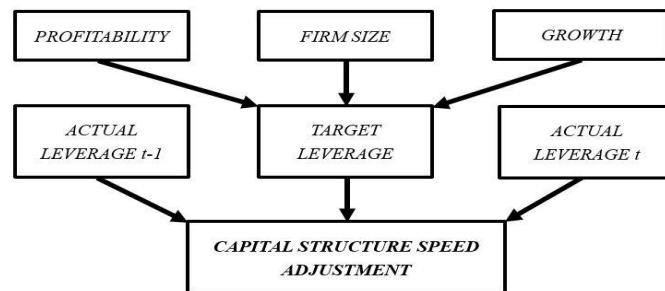 PROFITABILITY
FIRM SIZE
GROWTH
ACTUAL
LEVERAGE t-1
TARGET
LEVERAGE
ACTUAL
LEVERAGE t
CAPITAL STRUCTURE SPEED
ADJUSTMENT